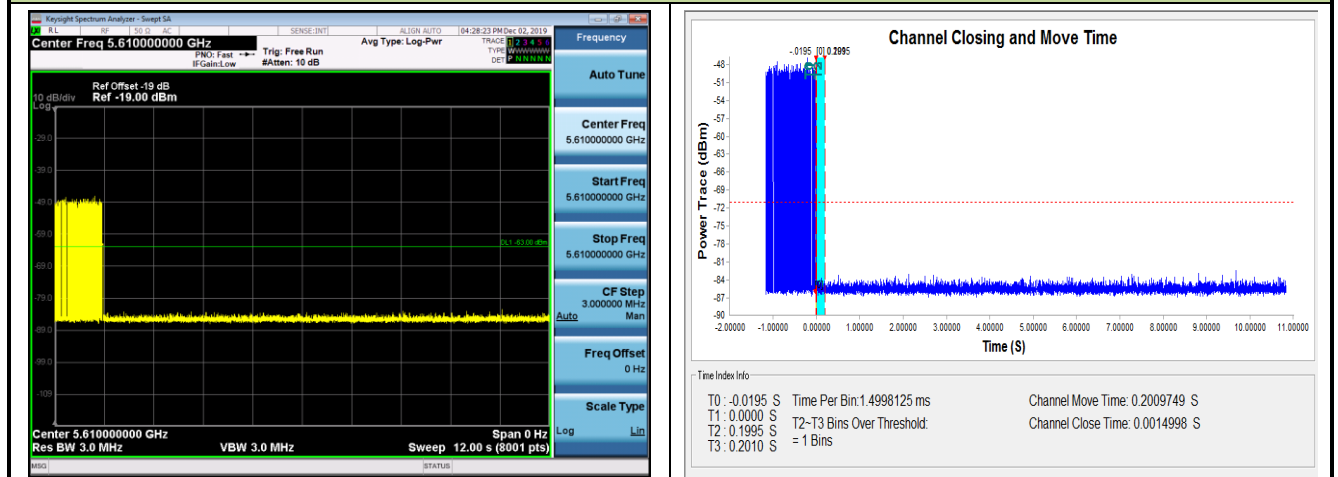 Keysight Spectrum Analyzer - Swept SA
RL RF 50 Ω AC SENSE:INT ALIGN AUTO 04:28:23 PM Dec 02, 2019
Center Freq 5.610000000 GHz
PNO: Fast
IFGain:Low
Trig: Free Run
#Atten: 10 dB
Avg Type: Log-Pwr
TRACE 1 2 3 4 5 6
TYPE WWWWWW
DET P N N N N N
Ref Offset -19 dB
10 dB/div Ref -19.00 dBm
Log
-29.0
-39.0
-49.0
-59.0
DL1 -63.00 dBm
-69.0
-79.0
-89.0
-99.0
-109
Center 5.610000000 GHz Span 0 Hz
Res BW 3.0 MHz VBW 3.0 MHz Sweep 12.00 s (8001 pts)
MSG STATUS
Frequency
Auto Tune
Center Freq
5.610000000 GHz
Start Freq
5.610000000 GHz
Stop Freq
5.610000000 GHz
CF Step
3.000000 MHz
Auto Man
Freq Offset
0 Hz
Scale Type
Log Lin
Channel Closing and Move Time
-.0195 [0] 0.1995
Power Trace (dBm)
-48
-51
-54
-57
-60
-63
-66
-69
-72
-75
-78
-81
-84
-87
-90
-2.00000 -1.00000 0.00000 1.00000 2.00000 3.00000 4.00000 5.00000 6.00000 7.00000 8.00000 9.00000 10.00000 11.00000
Time (S)
Time Index Info
T0 : -0.0195 S
T1 : 0.0000 S
T2 : 0.1995 S
T3 : 0.2010 S
Time Per Bin:1.4998125 ms
T2~T3 Bins Over Threshold:
= 1 Bins
Channel Move Time: 0.2009749 S
Channel Close Time: 0.0014998 S